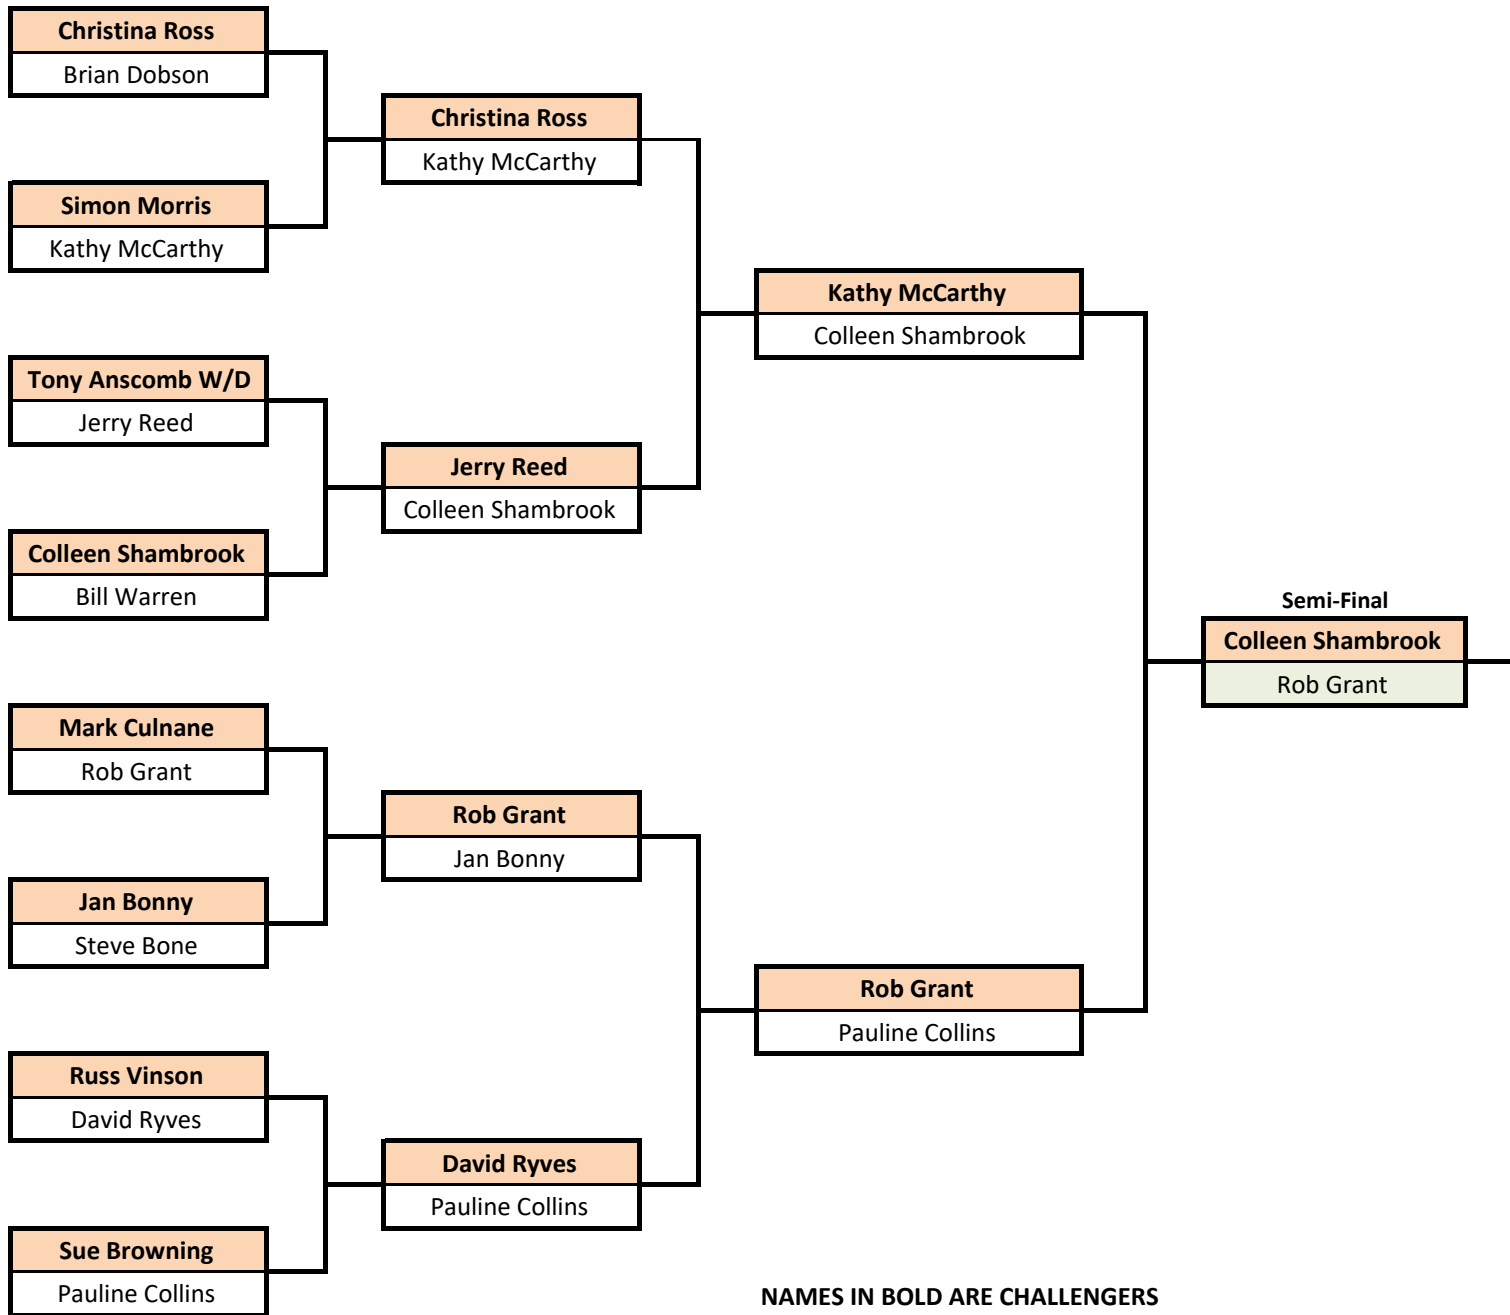 Christina Ross
Brian Dobson
Simon Morris
Kathy McCarthy
Tony Anscomb W/D
Jerry Reed
Colleen Shambrook
Bill Warren
Mark Culnane
Rob Grant
Jan Bonny
Steve Bone
Russ Vinson
David Ryves
Sue Browning
Pauline Collins
Christina Ross
Kathy McCarthy
Jerry Reed
Colleen Shambrook
Rob Grant
Jan Bonny
David Ryves
Pauline Collins
Kathy McCarthy
Colleen Shambrook
Rob Grant
Pauline Collins
Semi-Final
Colleen Shambrook
Rob Grant
NAMES IN BOLD ARE CHALLENGERS